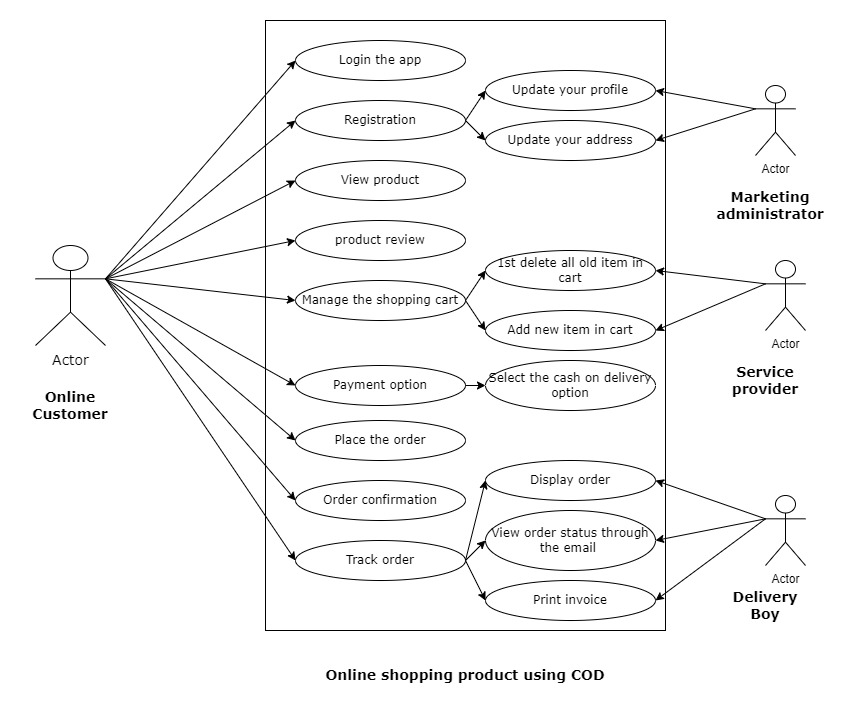 Login the app
Update your profile
Registration
Update your address
Actor
View product
Marketing
administrator
product review
1st delete all old item in
cart
Manage the shopping cart
Add new item in cart
Actor
Actor
Online
Customer
Service
provider
Payment option
Select the cash on delivery
option
Place the order
Display order
Order confirmation
View order status through
the email
Track order
Actor
Print invoice
Delivery
Boy
Online shopping product using COD